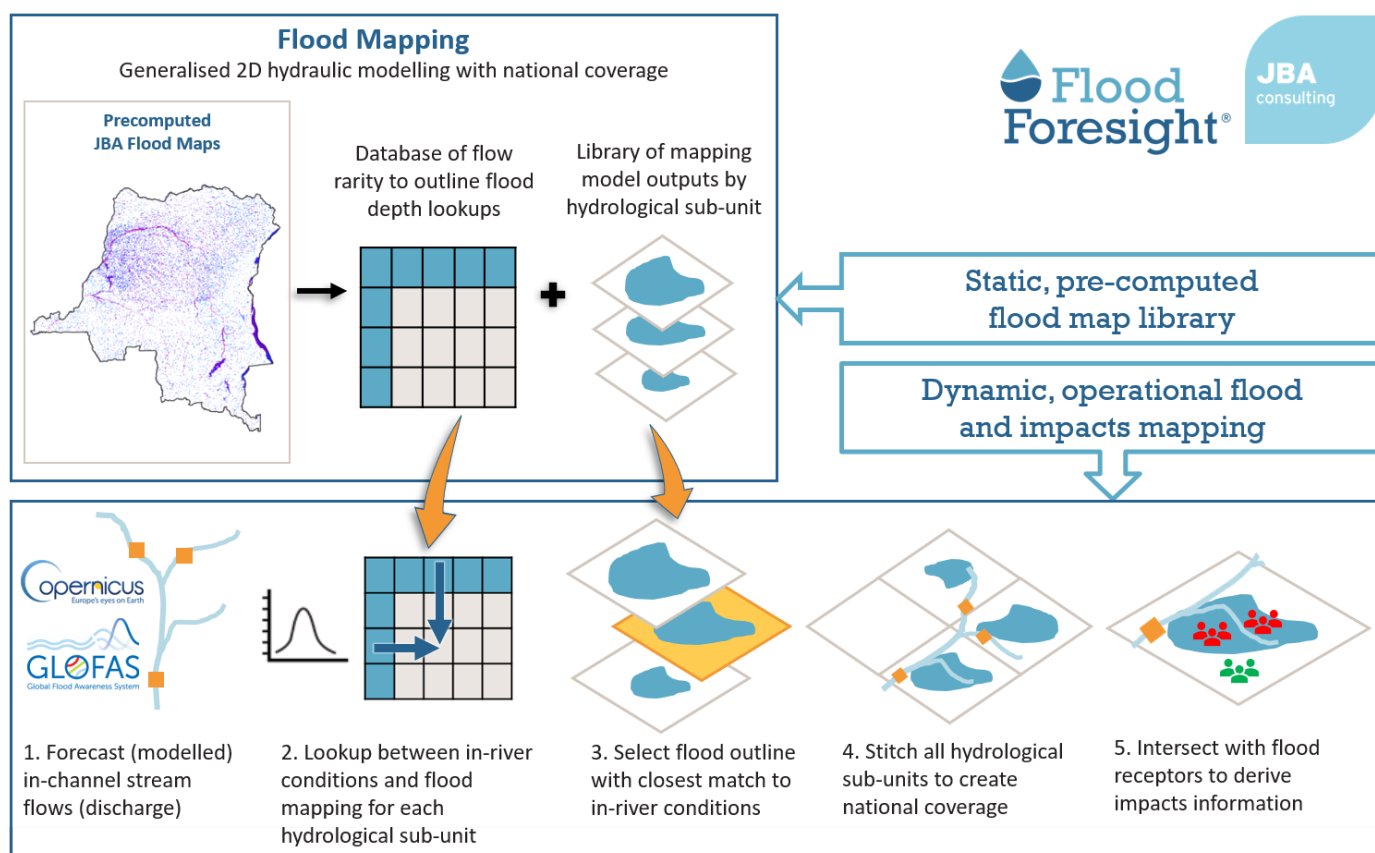 Flood Mapping
Generalised 2D hydraulic modelling with national coverage
Precomputed
JBA Flood Maps
Database of flow
rarity to outline flood
depth lookups
Library of mapping
model outputs by
hydrological sub-unit
Flood
Foresight®
JBA
consulting
Static, pre-computed
flood map library
Dynamic, operational flood
and impacts mapping
opernicus
Europe's eyes on Earth
GLOFAS
Global Flood Awareness System
1. Forecast (modelled)
in-channel stream
flows (discharge)
2. Lookup between in-river
conditions and flood
mapping for each
hydrological sub-unit
3. Select flood outline
with closest match to
in-river conditions
4. Stitch all hydrological
sub-units to create
national coverage
5. Intersect with flood
receptors to derive
impacts information